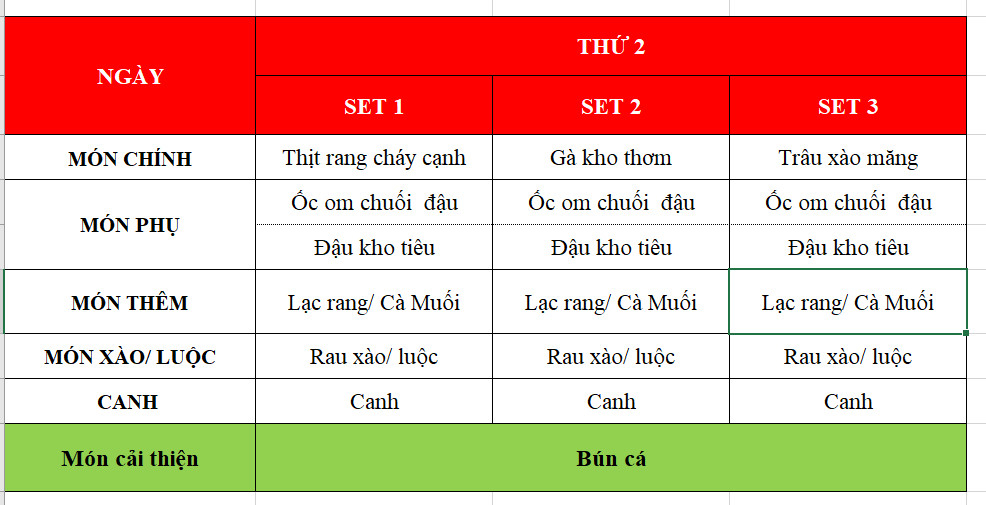 NGÀY
THỨ 2
SET 1
SET 2
SET 3
MÓN CHÍNH
Thịt rang cháy cạnh
Gà kho thơm
Trâu xào măng
MÓN PHỤ
Ốc om chuối  đậu
Ốc om chuối  đậu
Ốc om chuối  đậu
Đậu kho tiêu
Đậu kho tiêu
Đậu kho tiêu
MÓN THÊM
Lạc rang/ Cà Muối
Lạc rang/ Cà Muối
Lạc rang/ Cà Muối
MÓN XÀO/ LUỘC
Rau xào/ luộc
Rau xào/ luộc
Rau xào/ luộc
CANH
Canh
Canh
Canh
Món cải thiện
Bún cá